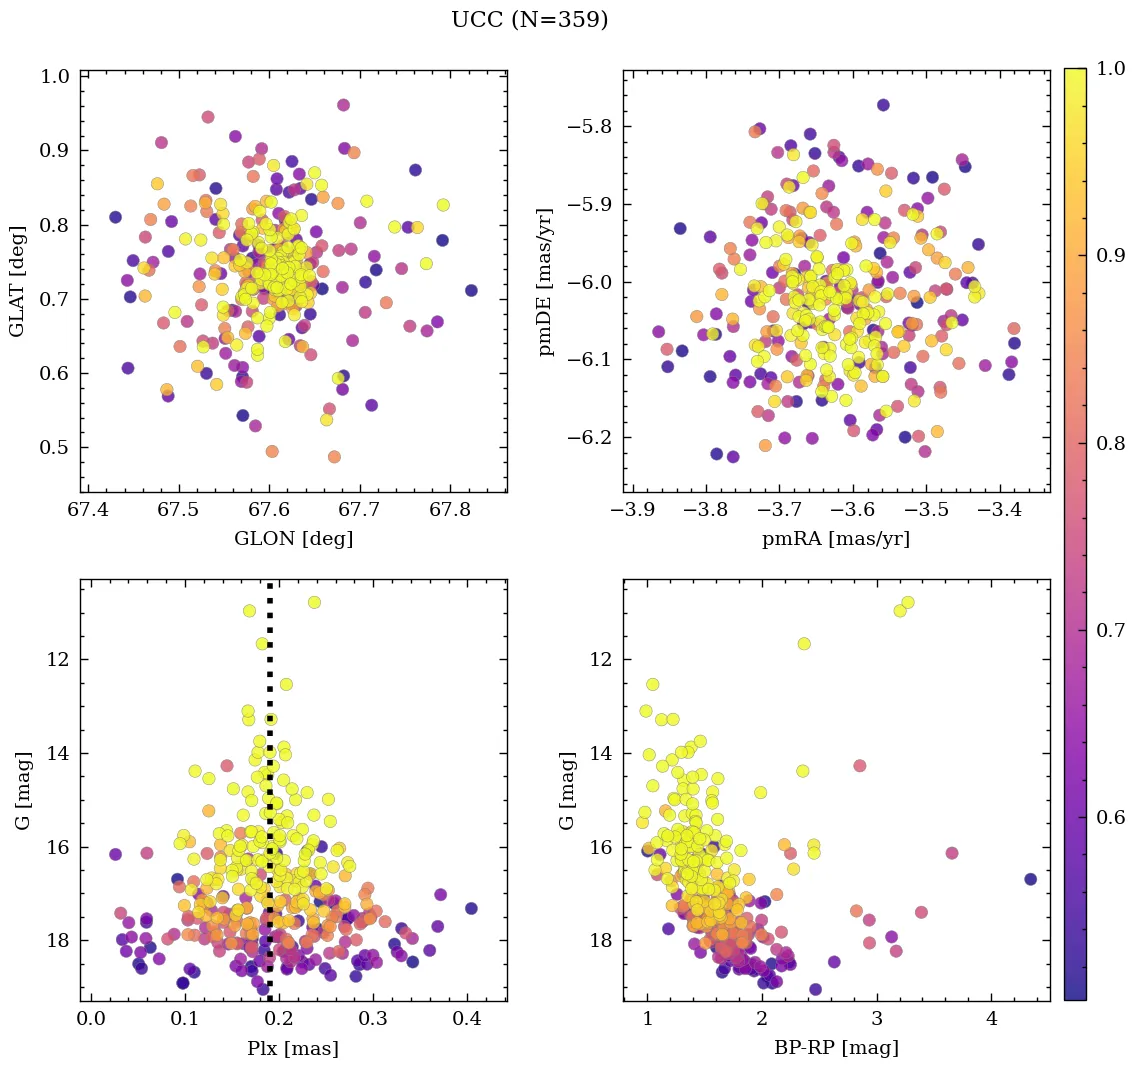 UCC (N=359)
1.0
0.9
0.8
0.7
0.6
0.5
GLAT [deg]
67.4 67.5 67.6 67.7 67.8
GLON [deg]
−5.8
−5.9
−6.0
−6.1
−6.2
pmDE [mas/yr]
−3.9 −3.8 −3.7 −3.6 −3.5 −3.4
pmRA [mas/yr]
12
14
16
18
G [mag]
0.0 0.1 0.2 0.3 0.4
Plx [mas]
12
14
16
18
G [mag]
1 2 3 4
BP-RP [mag]
1.0
0.9
0.8
0.7
0.6